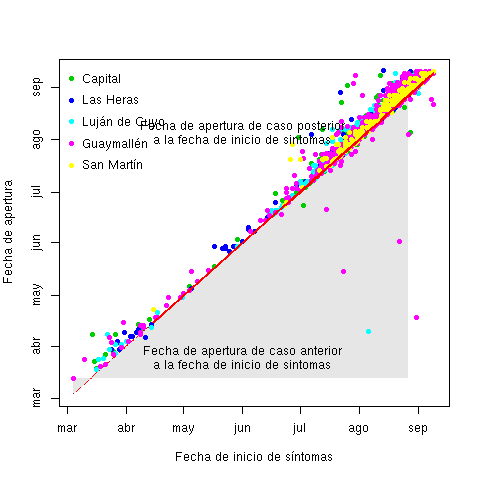 Capital
Las Heras
Luján de Cuyo
Guaymallén
San Martín
Fecha de apertura de caso posterior
a la fecha de inicio de síntomas
Fecha de apertura de caso anterior
a la fecha de inicio de síntomas
Fecha de apertura
mar
abr
may
jun
jul
ago
sep
mar
abr
may
jun
jul
ago
sep
Fecha de inicio de síntomas